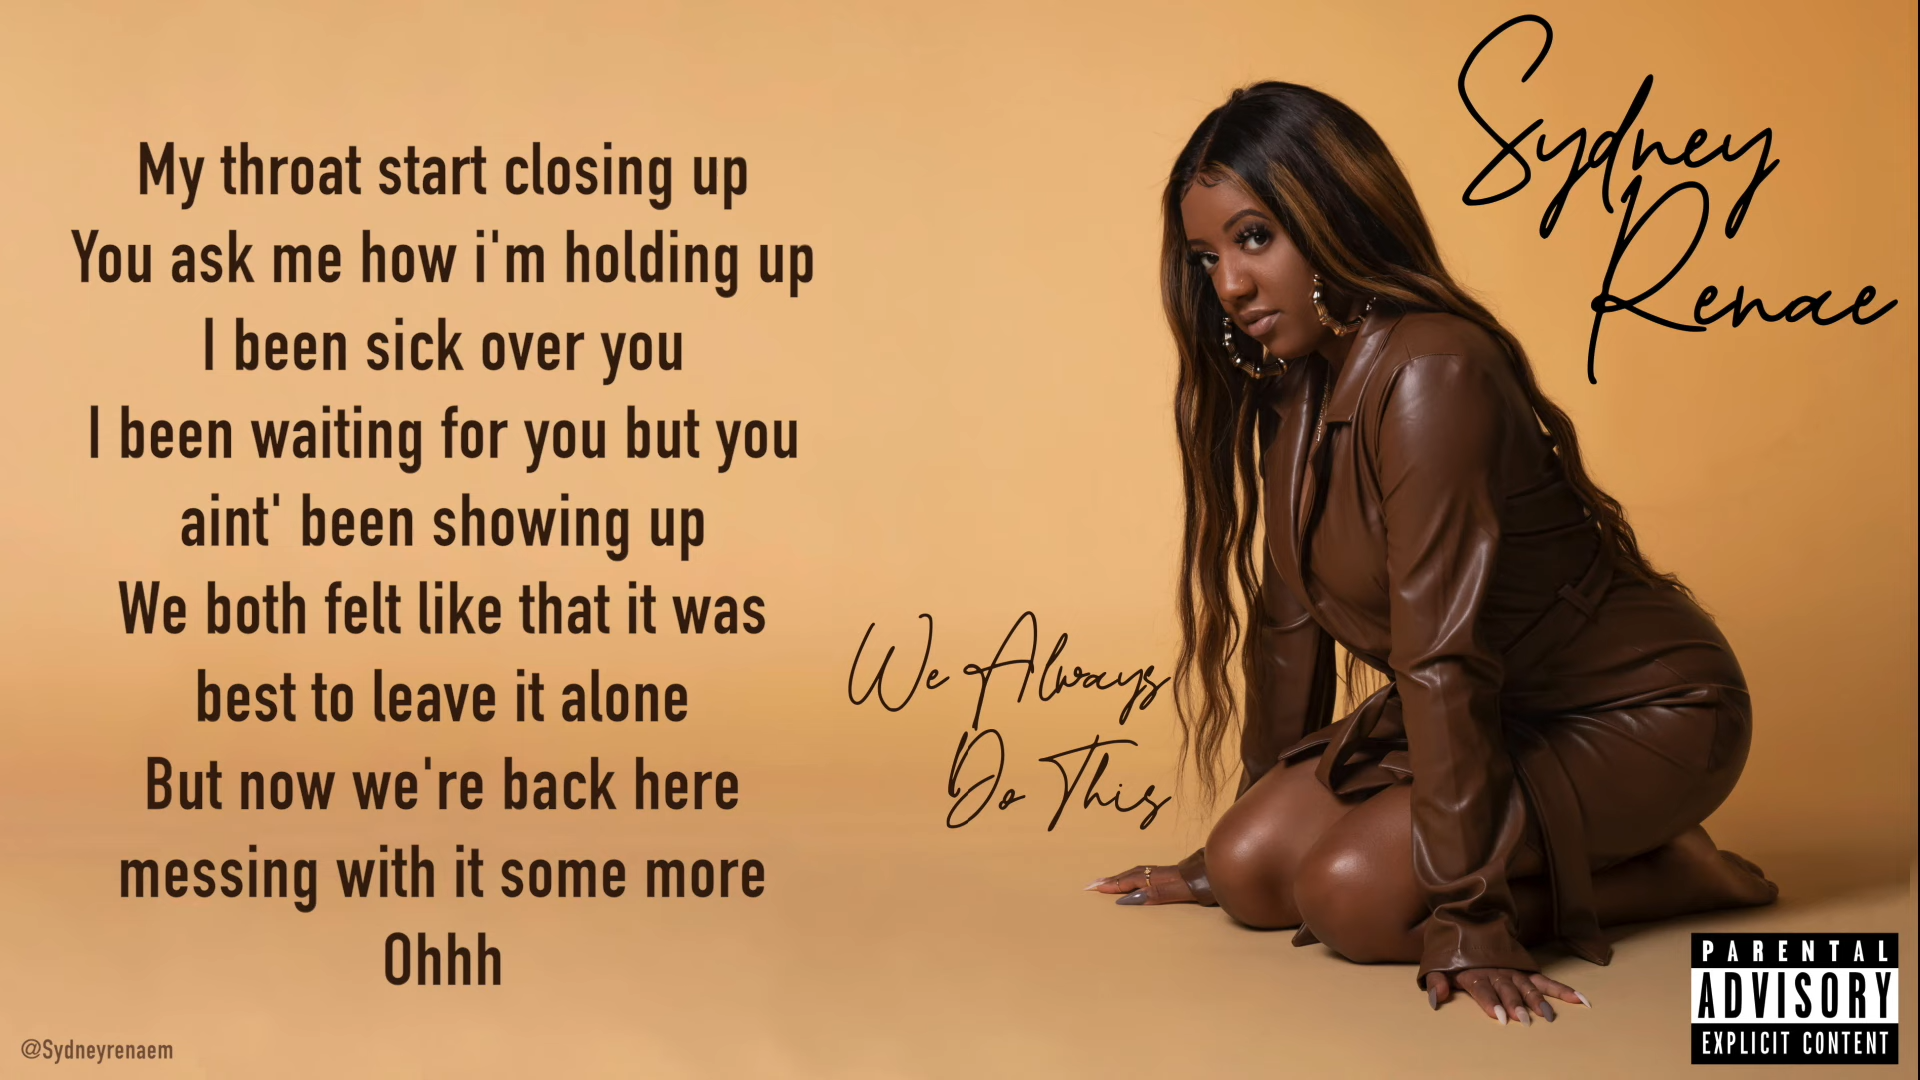 My throat start closing up
You ask me how i'm holding up
I been sick over you
I been waiting for you but you
aint' been showing up
We both felt like that it was
best to leave it alone
But now we're back here
messing with it some more
Ohhh
@Sydneyrenaem
We Always
Do This
Sydney
Renae
PARENTAL
ADVISORY
EXPLICIT CONTENT